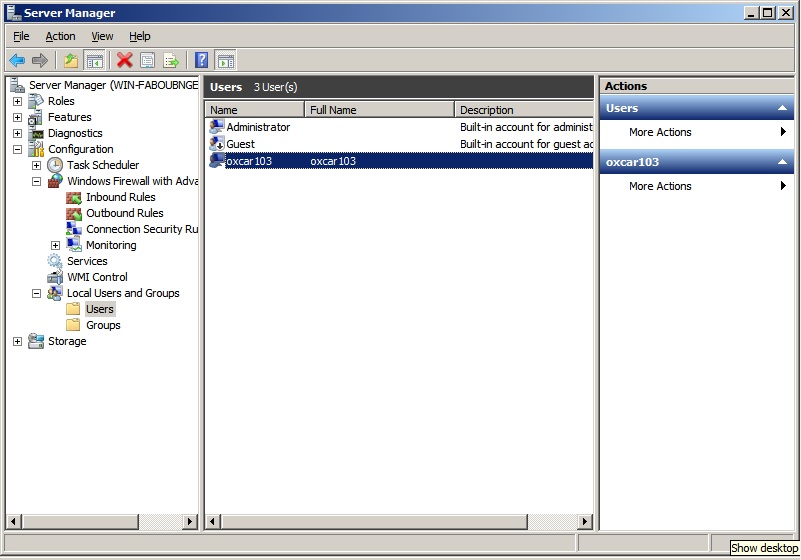 Server Manager
File Action View Help
Server Manager (WIN-FABOUBNGE
Roles
Features
Diagnostics
Configuration
Task Scheduler
Windows Firewall with Adva
Inbound Rules
Outbound Rules
Connection Security Ru
Monitoring
Services
WMI Control
Local Users and Groups
Users
Groups
Storage
Users 3 User(s)
Name Full Name Description
Administrator Built-in account for administ
Guest Built-in account for guest ac
oxcar103 oxcar103
Actions
Users
More Actions
oxcar103
More Actions
Show desktop